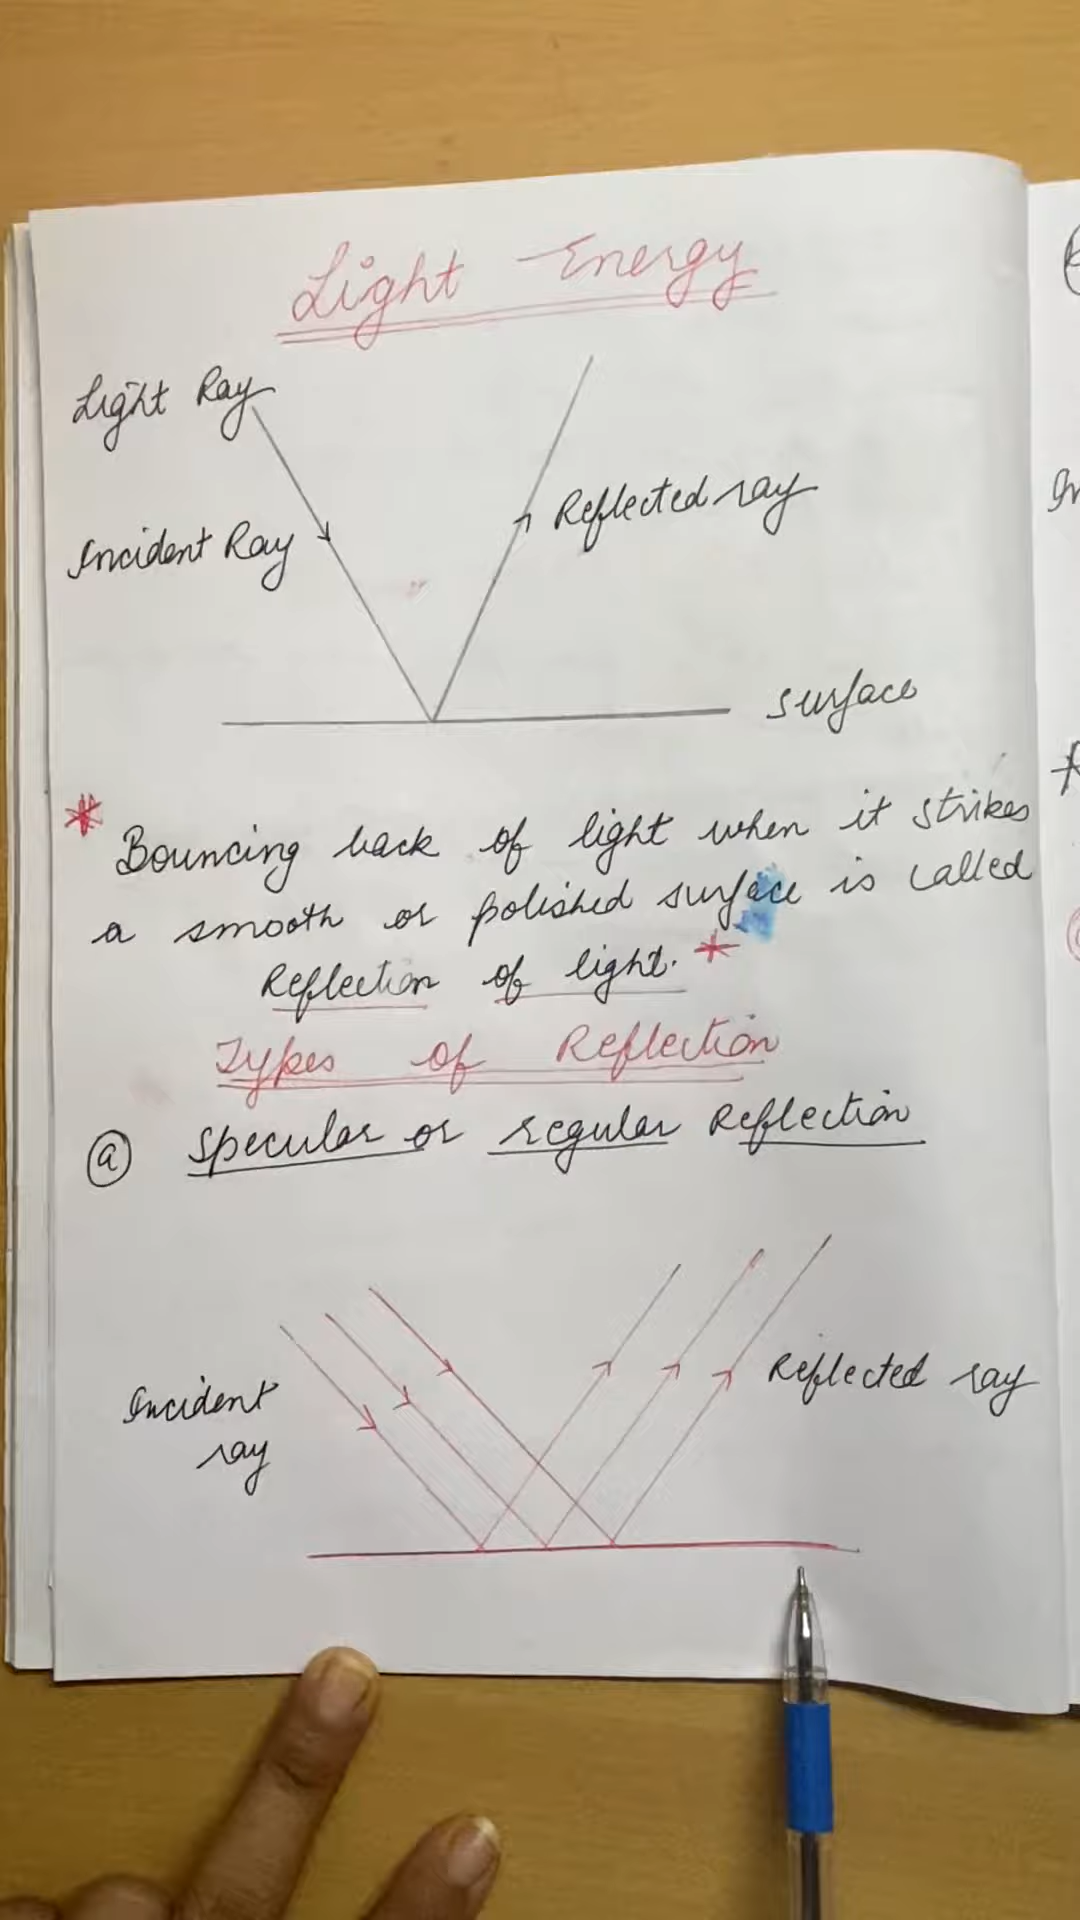 Light Energy
Light Ray
Incident Ray
Reflected ray
surface
* Bouncing back of light when it strikes
a smooth or polished surface is called
Reflection of light. *
Types of Reflection
(a) Specular or regular Reflection
Incident
ray
Reflected ray